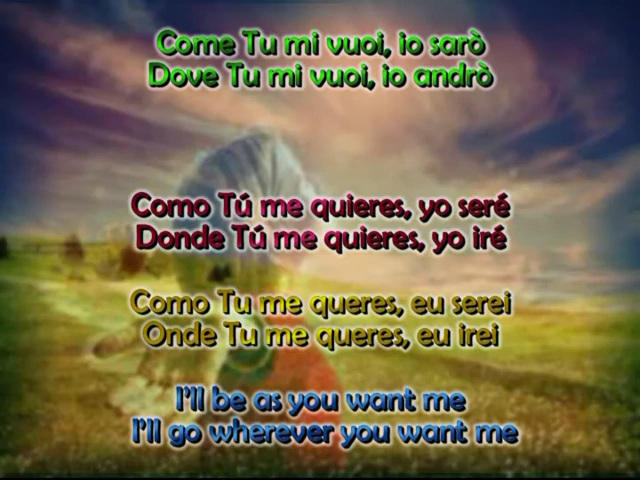 Come Tu mi vuoi, io sarò
Dove Tu mi vuoi, io andrò
Como Tú me quieres, yo seré
Donde Tú me quieres, yo iré
Como Tu me queres, eu serei
Onde Tu me queres, eu irei
I'll be as you want me
I'll go wherever you want me